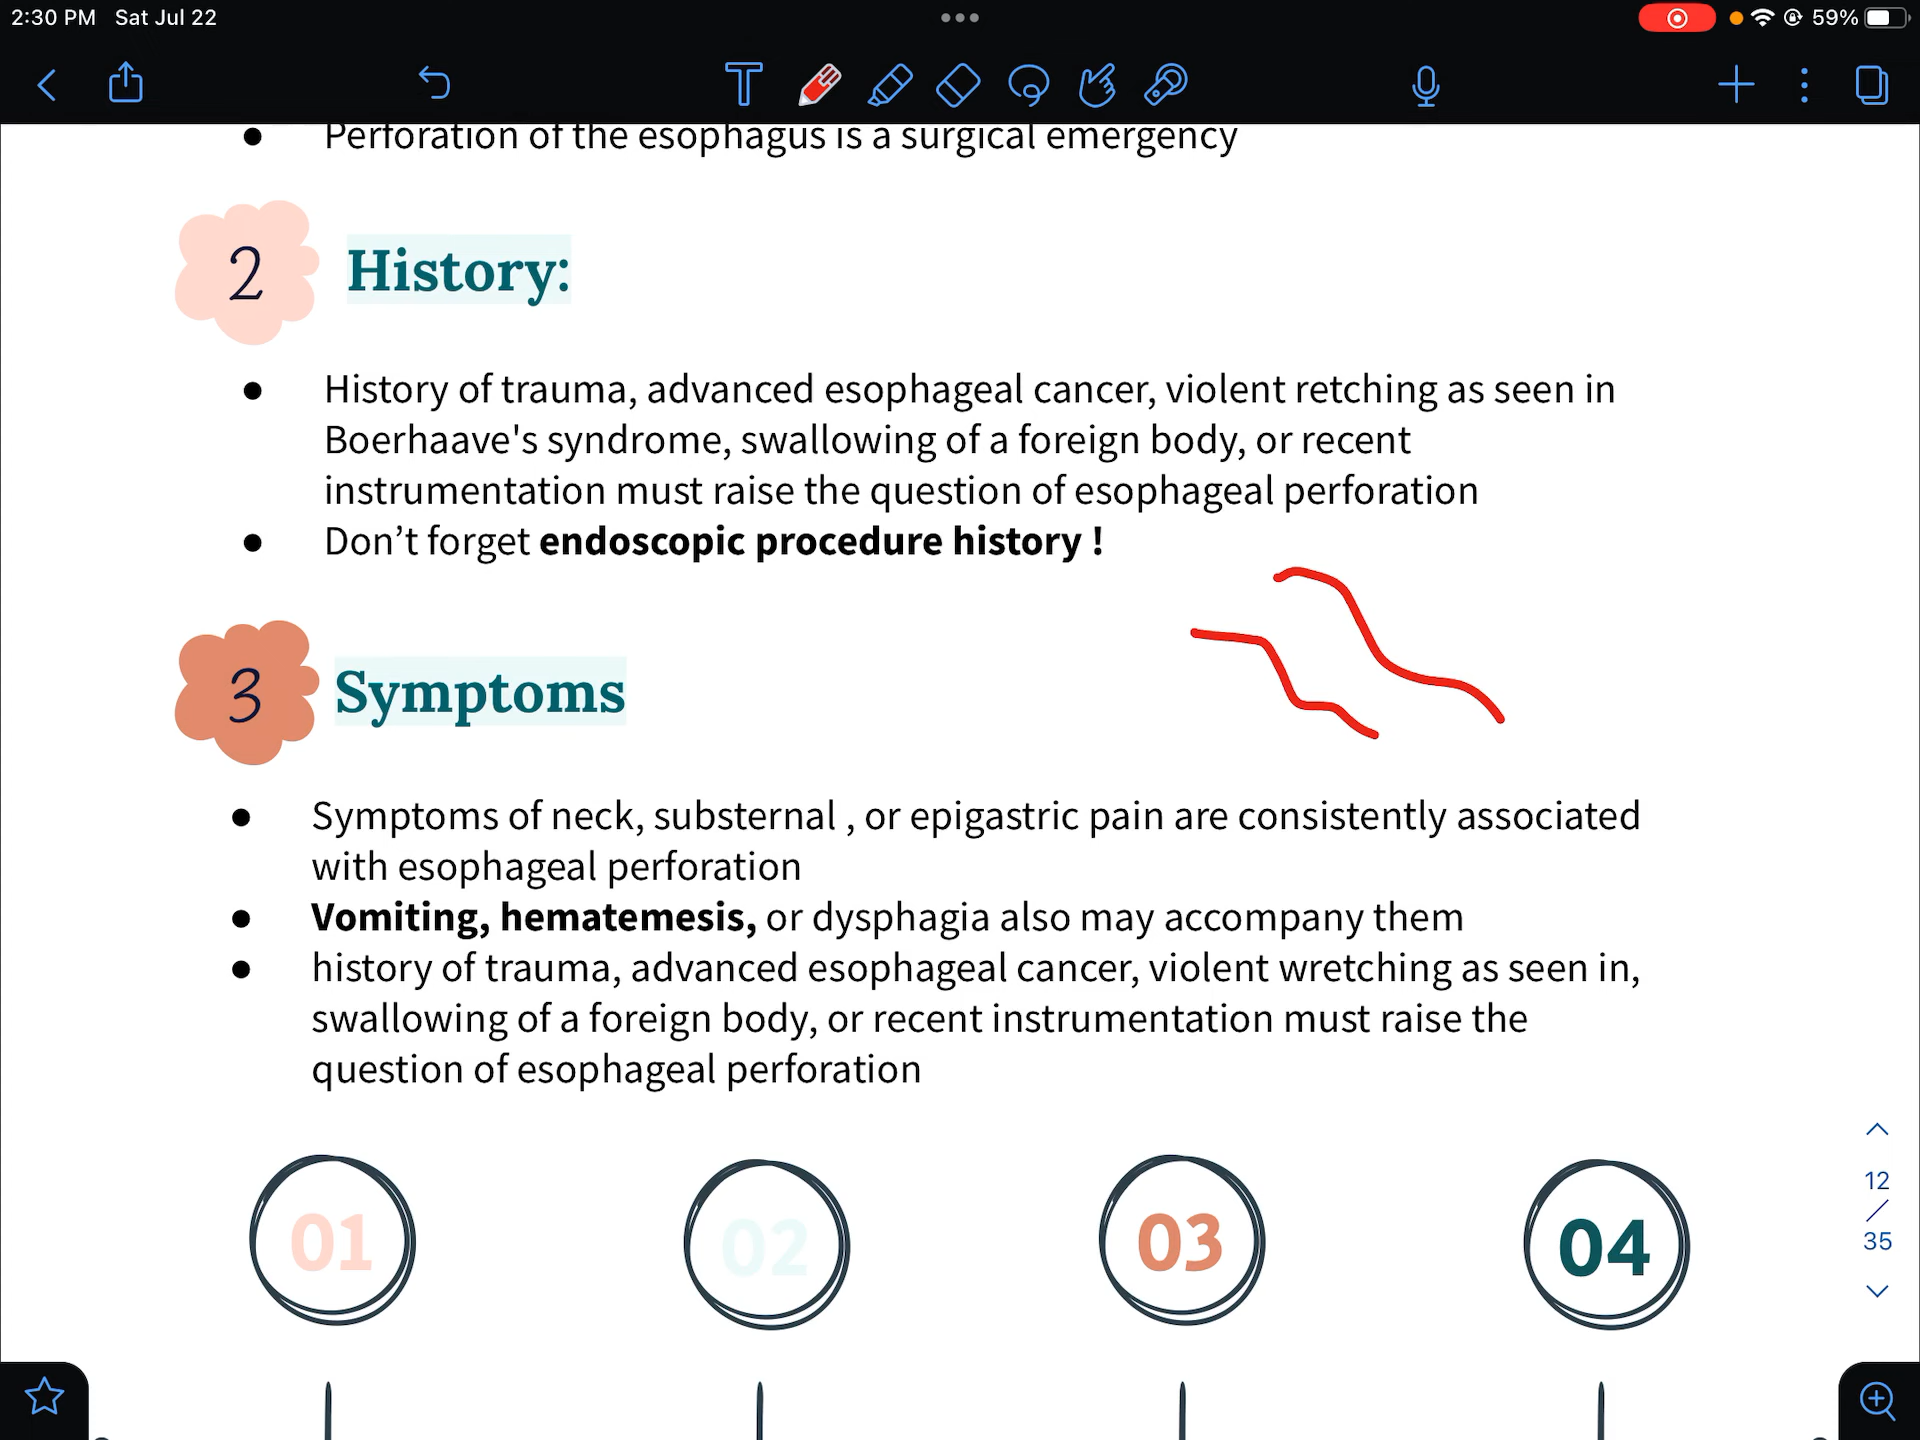 2:30 PM Sat Jul 22
59%
Perforation of the esophagus is a surgical emergency
2 History:
History of trauma, advanced esophageal cancer, violent retching as seen in
Boerhaave's syndrome, swallowing of a foreign body, or recent
instrumentation must raise the question of esophageal perforation
Don’t forget endoscopic procedure history !
3 Symptoms
Symptoms of neck, substernal , or epigastric pain are consistently associated
with esophageal perforation
Vomiting, hematemesis, or dysphagia also may accompany them
history of trauma, advanced esophageal cancer, violent wretching as seen in,
swallowing of a foreign body, or recent instrumentation must raise the
question of esophageal perforation
01 02 03 04
12
/
35